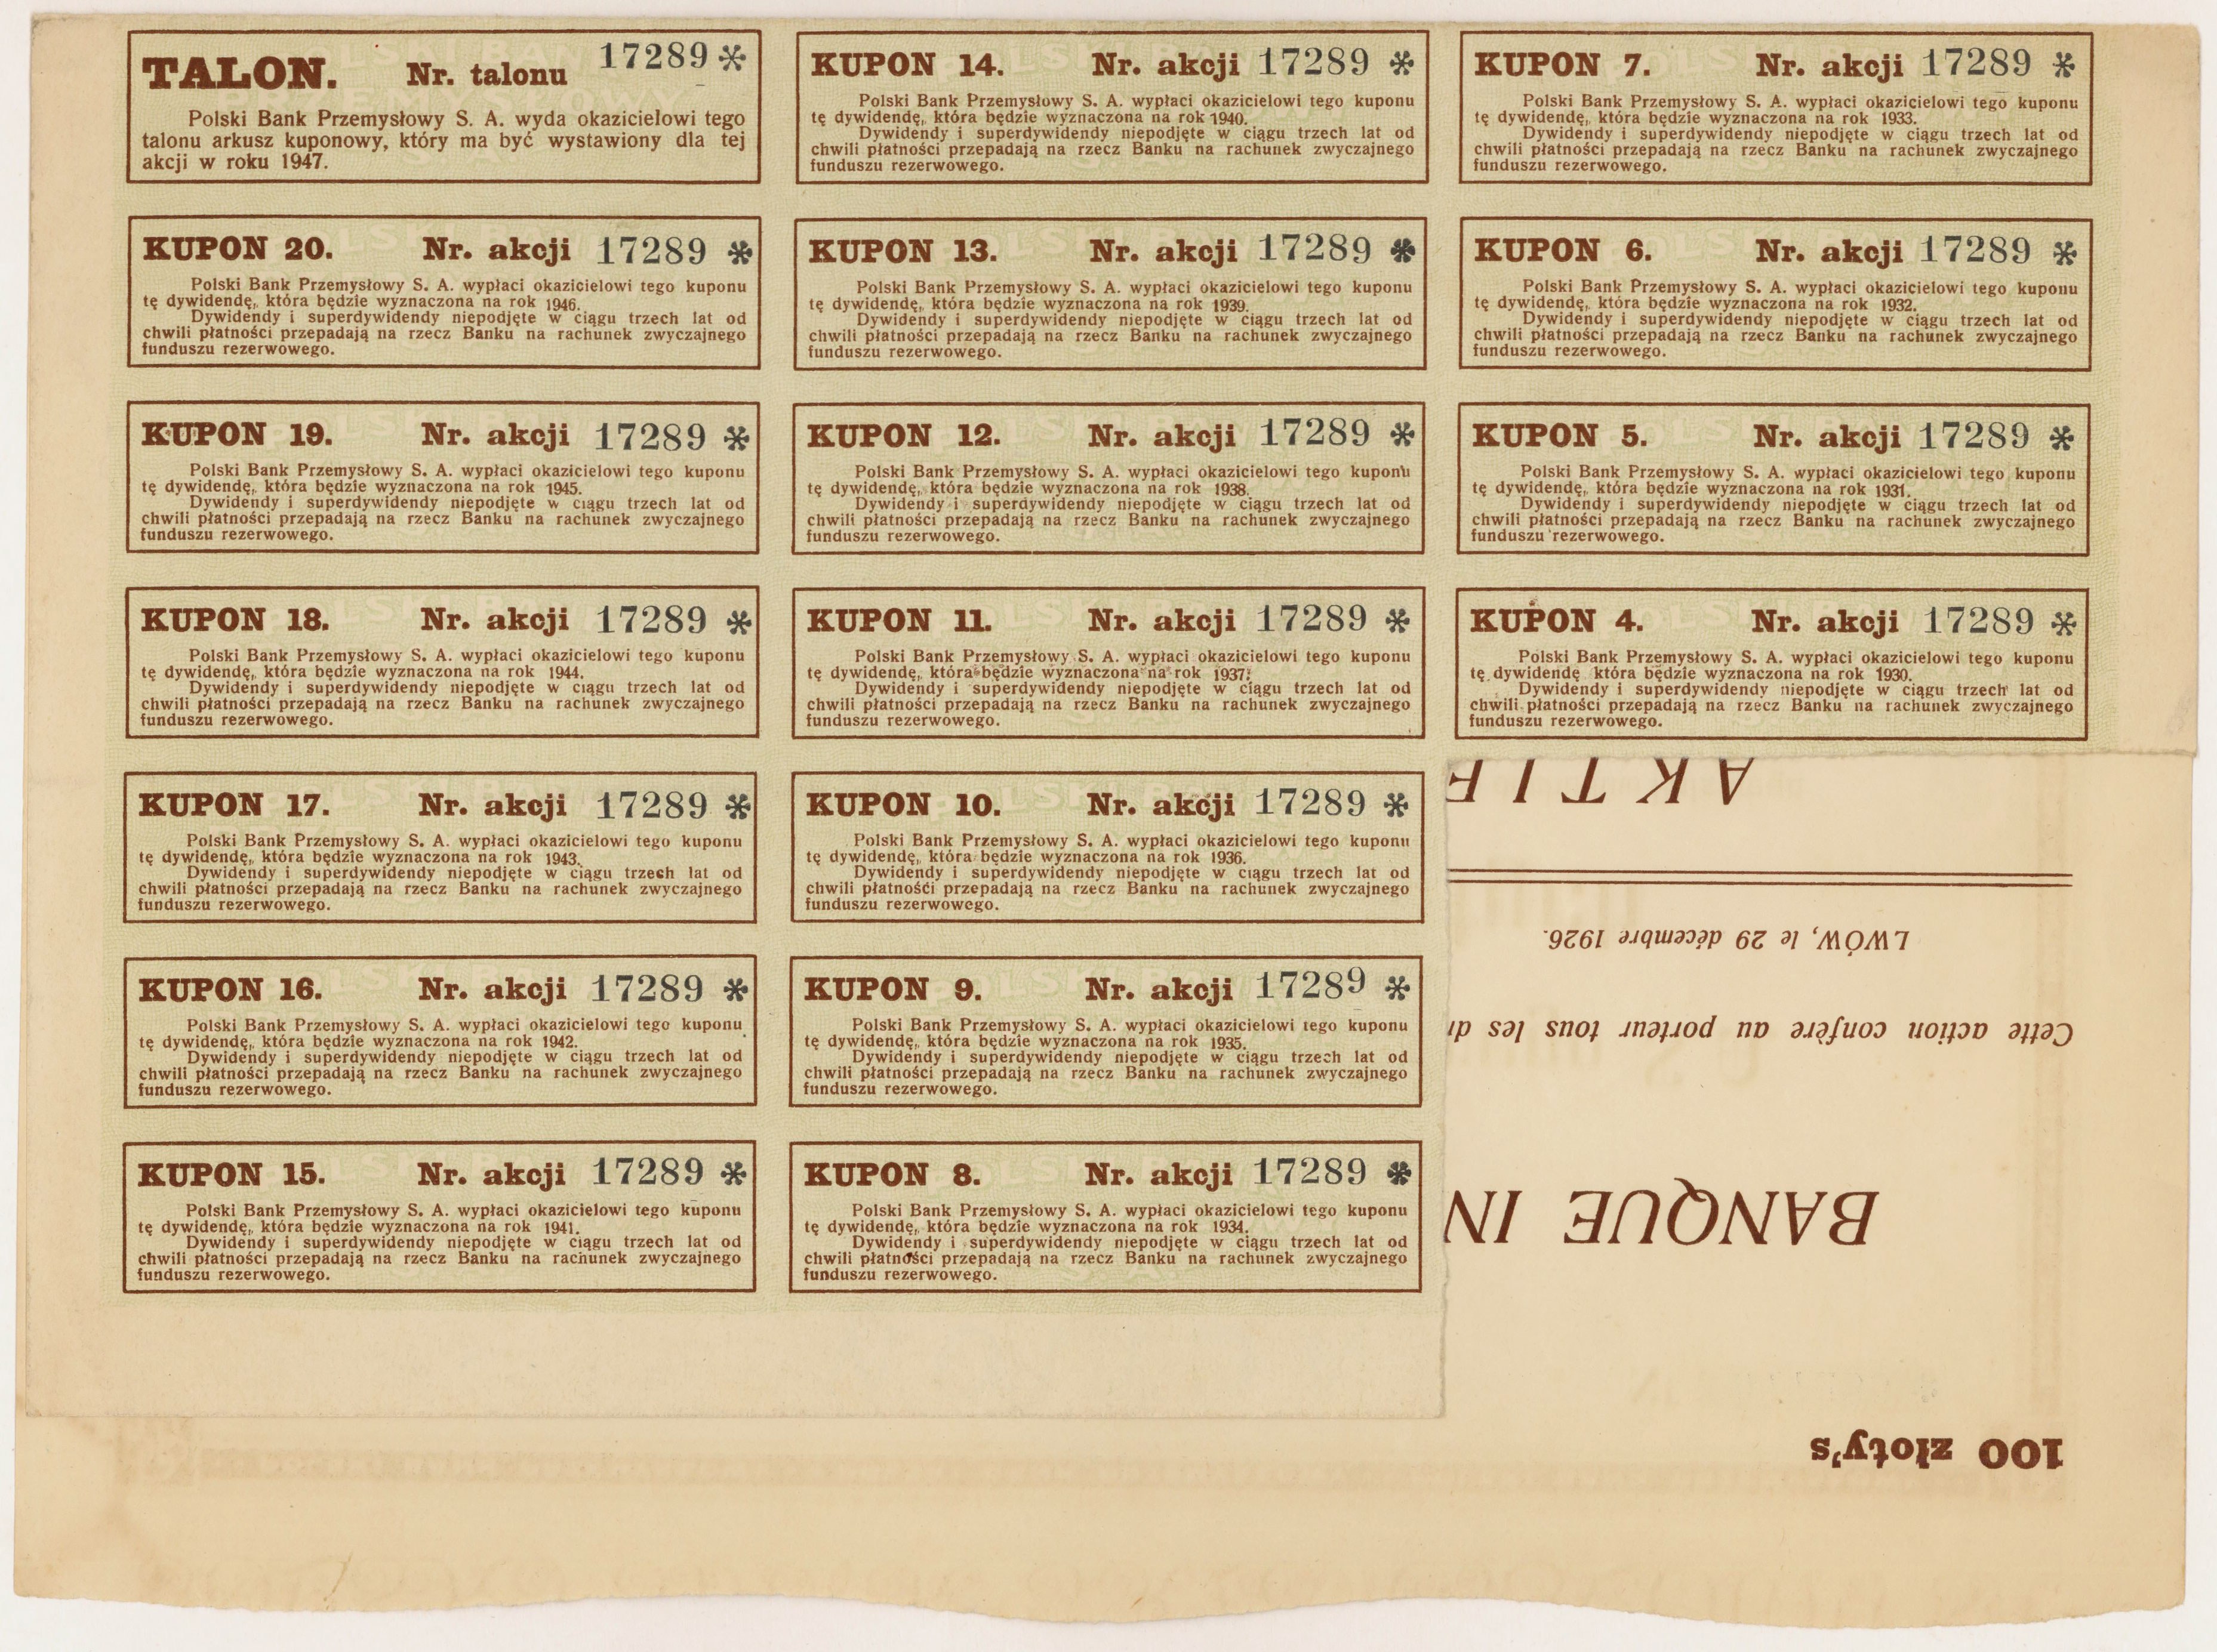 TALON. Nr. talonu 17289 *
Polski Bank Przemysłowy S. A. wyda okazicielowi tego
talonu arkusz kuponowy, który ma być wystawiony dla tej
akcji w roku 1947.
KUPON 20. Nr. akcji 17289 *
Polski Bank Przemysłowy S. A. wypłaci okazicielowi tego kuponu
tę dywidendę, która będzie wyznaczona na rok 1946.
Dywidendy i superdywidendy niepodjęte w ciągu trzech lat od
chwili płatności przepadają na rzecz Banku na rachunek zwyczajnego
funduszu rezerwowego.
KUPON 19. Nr. akcji 17289 *
Polski Bank Przemysłowy S. A. wypłaci okazicielowi tego kuponu
tę dywidendę, która będzie wyznaczona na rok 1945.
Dywidendy i superdywidendy niepodjęte w ciągu trzech lat od
chwili płatności przepadają na rzecz Banku na rachunek zwyczajnego
funduszu rezerwowego.
KUPON 18. Nr. akcji 17289 *
Polski Bank Przemysłowy S. A. wypłaci okazicielowi tego kuponu
tę dywidendę, która będzie wyznaczona na rok 1944.
Dywidendy i superdywidendy niepodjęte w ciągu trzech lat od
chwili płatności przepadają na rzecz Banku na rachunek zwyczajnego
funduszu rezerwowego.
KUPON 17. Nr. akcji 17289 *
Polski Bank Przemysłowy S. A. wypłaci okazicielowi tego kuponu
tę dywidendę, która będzie wyznaczona na rok 1943.
Dywidendy i superdywidendy niepodjęte w ciągu trzech lat od
chwili płatności przepadają na rzecz Banku na rachunek zwyczajnego
funduszu rezerwowego.
KUPON 16. Nr. akcji 17289 *
Polski Bank Przemysłowy S. A. wypłaci okazicielowi tego kuponu
tę dywidendę, która będzie wyznaczona na rok 1942.
Dywidendy i superdywidendy niepodjęte w ciągu trzech lat od
chwili płatności przepadają na rzecz Banku na rachunek zwyczajnego
funduszu rezerwowego.
KUPON 15. Nr. akcji 17289 *
Polski Bank Przemysłowy S. A. wypłaci okazicielowi tego kuponu
tę dywidendę, która będzie wyznaczona na rok 1941.
Dywidendy i superdywidendy niepodjęte w ciągu trzech lat od
chwili płatności przepadają na rzecz Banku na rachunek zwyczajnego
funduszu rezerwowego.
KUPON 14. Nr. akcji 17289 *
Polski Bank Przemysłowy S. A. wypłaci okazicielowi tego kuponu
tę dywidendę, która będzie wyznaczona na rok 1940.
Dywidendy i superdywidendy niepodjęte w ciągu trzech lat od
chwili płatności przepadają na rzecz Banku na rachunek zwyczajnego
funduszu rezerwowego.
KUPON 13. Nr. akcji 17289 *
Polski Bank Przemysłowy S. A. wypłaci okazicielowi tego kuponu
tę dywidendę, która będzie wyznaczona na rok 1939.
Dywidendy i superdywidendy niepodjęte w ciągu trzech lat od
chwili płatności przepadają na rzecz Banku na rachunek zwyczajnego
funduszu rezerwowego.
KUPON 12. Nr. akcji 17289 *
Polski Bank Przemysłowy S. A. wypłaci okazicielowi tego kuponu
tę dywidendę, która będzie wyznaczona na rok 1938.
Dywidendy i superdywidendy niepodjęte w ciągu trzech lat od
chwili płatności przepadają na rzecz Banku na rachunek zwyczajnego
funduszu rezerwowego.
KUPON 11. Nr. akcji 17289 *
Polski Bank Przemysłowy S. A. wypłaci okazicielowi tego kuponu
tę dywidendę, która będzie wyznaczona na rok 1937.
Dywidendy i superdywidendy niepodjęte w ciągu trzech lat od
chwili płatności przepadają na rzecz Banku na rachunek zwyczajnego
funduszu rezerwowego.
KUPON 10. Nr. akcji 17289 *
Polski Bank Przemysłowy S. A. wypłaci okazicielowi tego kuponu
tę dywidendę, która będzie wyznaczona na rok 1936.
Dywidendy i superdywidendy niepodjęte w ciągu trzech lat od
chwili płatności przepadają na rzecz Banku na rachunek zwyczajnego
funduszu rezerwowego.
KUPON 9. Nr. akcji 17289 *
Polski Bank Przemysłowy S. A. wypłaci okazicielowi tego kuponu
tę dywidendę, która będzie wyznaczona na rok 1935.
Dywidendy i superdywidendy niepodjęte w ciągu trzech lat od
chwili płatności przepadają na rzecz Banku na rachunek zwyczajnego
funduszu rezerwowego.
KUPON 8. Nr. akcji 17289 *
Polski Bank Przemysłowy S. A. wypłaci okazicielowi tego kuponu
tę dywidendę, która będzie wyznaczona na rok 1934.
Dywidendy i superdywidendy niepodjęte w ciągu trzech lat od
chwili płatności przepadają na rzecz Banku na rachunek zwyczajnego
funduszu rezerwowego.
KUPON 7. Nr. akcji 17289 *
Polski Bank Przemysłowy S. A. wypłaci okazicielowi tego kuponu
tę dywidendę, która będzie wyznaczona na rok 1933.
Dywidendy i superdywidendy niepodjęte w ciągu trzech lat od
chwili płatności przepadają na rzecz Banku na rachunek zwyczajnego
funduszu rezerwowego.
KUPON 6. Nr. akcji 17289 *
Polski Bank Przemysłowy S. A. wypłaci okazicielowi tego kuponu
tę dywidendę, która będzie wyznaczona na rok 1932.
Dywidendy i superdywidendy niepodjęte w ciągu trzech lat od
chwili płatności przepadają na rzecz Banku na rachunek zwyczajnego
funduszu rezerwowego.
KUPON 5. Nr. akcji 17289 *
Polski Bank Przemysłowy S. A. wypłaci okazicielowi tego kuponu
tę dywidendę, która będzie wyznaczona na rok 1931.
Dywidendy i superdywidendy niepodjęte w ciągu trzech lat od
chwili płatności przepadają na rzecz Banku na rachunek zwyczajnego
funduszu rezerwowego.
KUPON 4. Nr. akcji 17289 *
Polski Bank Przemysłowy S. A. wypłaci okazicielowi tego kuponu
tę dywidendę która będzie wyznaczona na rok 1930.
Dywidendy i superdywidendy niepodjęte w ciągu trzech lat od
chwili płatności przepadają na rzecz Banku na rachunek zwyczajnego
funduszu rezerwowego.
100 złoty's
BANQUE IN
Cette action confère au porteur tous les d
LWÓW, le 29 décembre 1926.
AKTIE